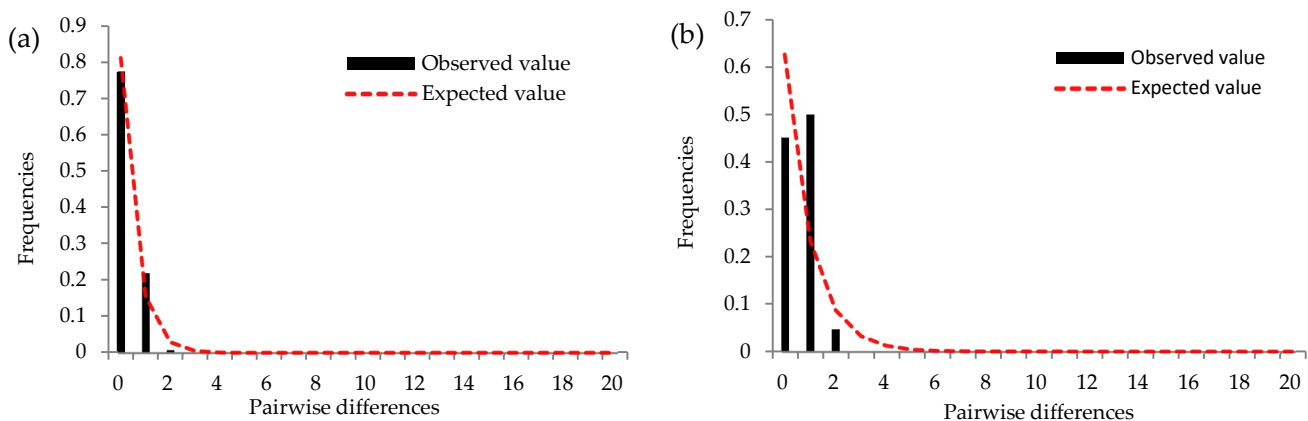 (a)
Frequencies
0.9
0.8
0.7
0.6
0.5
0.4
0.3
0.2
0.1
0
Observed value
Expected value
0 2 4 6 8 10 12 14 16 18 20
Pairwise differences
(b)
Frequencies
0.7
0.6
0.5
0.4
0.3
0.2
0.1
0
Observed value
Expected value
0 2 4 6 8 10 12 14 16 18 20
Pairwise differences